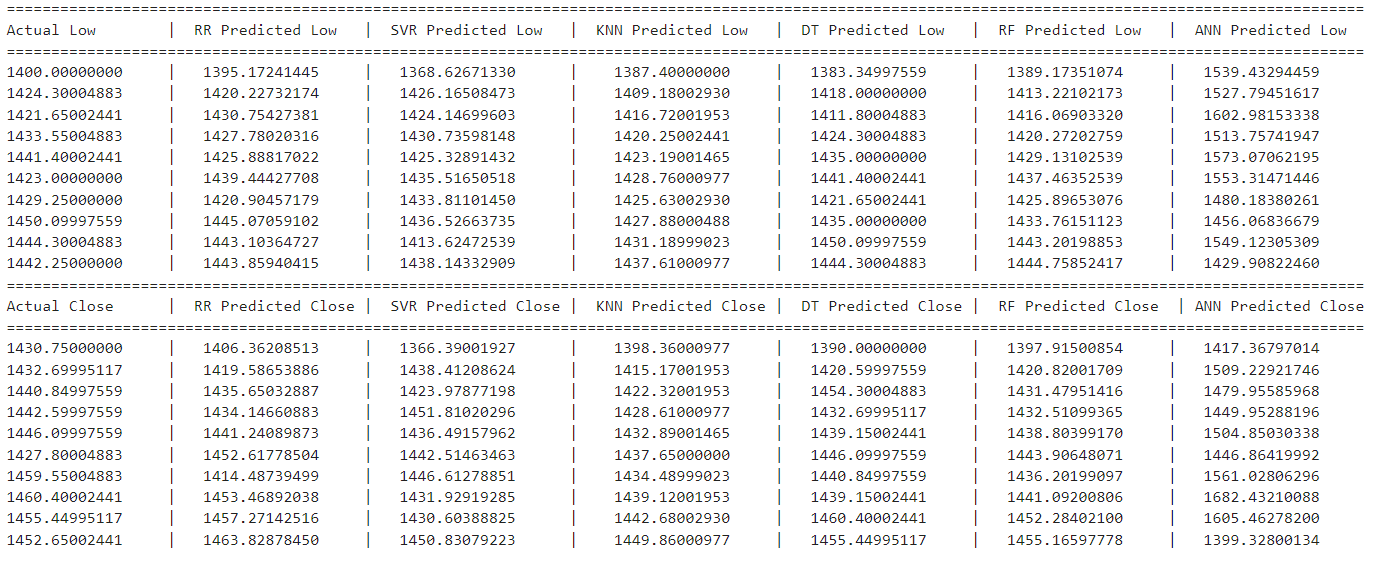 =====================================================================================================================================================
Actual Low | RR Predicted Low | SVR Predicted Low | KNN Predicted Low | DT Predicted Low | RF Predicted Low | ANN Predicted Low
=====================================================================================================================================================
1400.00000000 | 1395.17241445 | 1368.62671330 | 1387.40000000 | 1383.34997559 | 1389.17351074 | 1539.43294459
1424.30004883 | 1420.22732174 | 1426.16508473 | 1409.18002930 | 1418.00000000 | 1413.22102173 | 1527.79451617
1421.65002441 | 1430.75427381 | 1424.14699603 | 1416.72001953 | 1411.80004883 | 1416.06903320 | 1602.98153338
1433.55004883 | 1427.78020316 | 1430.73598148 | 1420.25002441 | 1424.30004883 | 1420.27202759 | 1513.75741947
1441.40002441 | 1425.88817022 | 1425.32891432 | 1423.19001465 | 1435.00000000 | 1429.13102539 | 1573.07062195
1423.00000000 | 1439.44427708 | 1435.51650518 | 1428.76000977 | 1441.40002441 | 1437.46352539 | 1553.31471446
1429.25000000 | 1420.90457179 | 1433.81101450 | 1425.63002930 | 1421.65002441 | 1425.89653076 | 1480.18380261
1450.09997559 | 1445.07059102 | 1436.52663735 | 1427.88000488 | 1435.00000000 | 1433.76151123 | 1456.06836679
1444.30004883 | 1443.10364727 | 1413.62472539 | 1431.18999023 | 1450.09997559 | 1443.20198853 | 1549.12305309
1442.25000000 | 1443.85940415 | 1438.14332909 | 1437.61000977 | 1444.30004883 | 1444.75852417 | 1429.90822460
=====================================================================================================================================================
Actual Close | RR Predicted Close | SVR Predicted Close | KNN Predicted Close | DT Predicted Close | RF Predicted Close | ANN Predicted Close
=====================================================================================================================================================
1430.75000000 | 1406.36208513 | 1366.39001927 | 1398.36000977 | 1390.00000000 | 1397.91500854 | 1417.36797014
1432.69995117 | 1419.58653886 | 1438.41208624 | 1415.17001953 | 1420.59997559 | 1420.82001709 | 1509.22921746
1440.84997559 | 1435.65032887 | 1423.97877198 | 1422.32001953 | 1454.30004883 | 1431.47951416 | 1479.95585968
1442.59997559 | 1434.14660883 | 1451.81020296 | 1428.61000977 | 1432.69995117 | 1432.51099365 | 1449.95288196
1446.09997559 | 1441.24089873 | 1436.49157962 | 1432.89001465 | 1439.15002441 | 1438.80399170 | 1504.85030338
1427.80004883 | 1452.61778504 | 1442.51463463 | 1437.65000000 | 1446.09997559 | 1443.90648071 | 1446.86419992
1459.55004883 | 1414.48739499 | 1446.61278851 | 1434.48999023 | 1440.84997559 | 1436.20199097 | 1561.02806296
1460.40002441 | 1453.46892038 | 1431.92919285 | 1439.12001953 | 1439.15002441 | 1441.09200806 | 1682.43210088
1455.44995117 | 1457.27142516 | 1430.60388825 | 1442.68002930 | 1460.40002441 | 1452.28402100 | 1605.46278200
1452.65002441 | 1463.82878450 | 1450.83079223 | 1449.86000977 | 1455.44995117 | 1455.16597778 | 1399.32800134